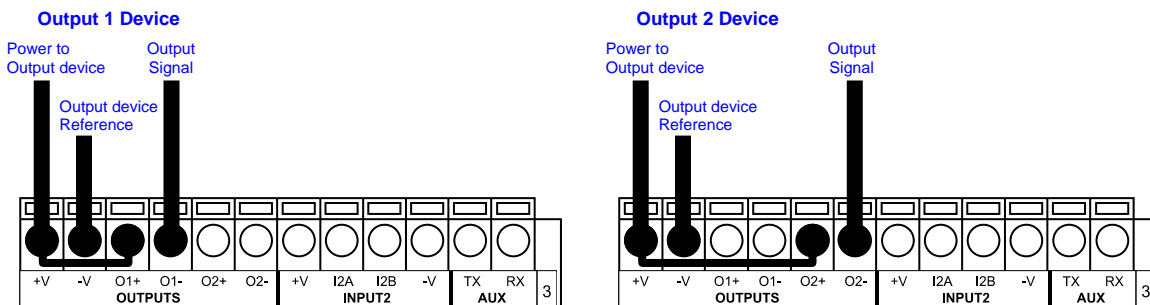 Output 1 Device
Power to
Output device
Output
Signal
Output device
Reference
+V -V O1+ O1- O2+ O2- +V I2A I2B -V TX RX
OUTPUTS INPUT2 AUX
3
Output 2 Device
Power to
Output device
Output
Signal
Output device
Reference
+V -V O1+ O1- O2+ O2- +V I2A I2B -V TX RX
OUTPUTS INPUT2 AUX
3